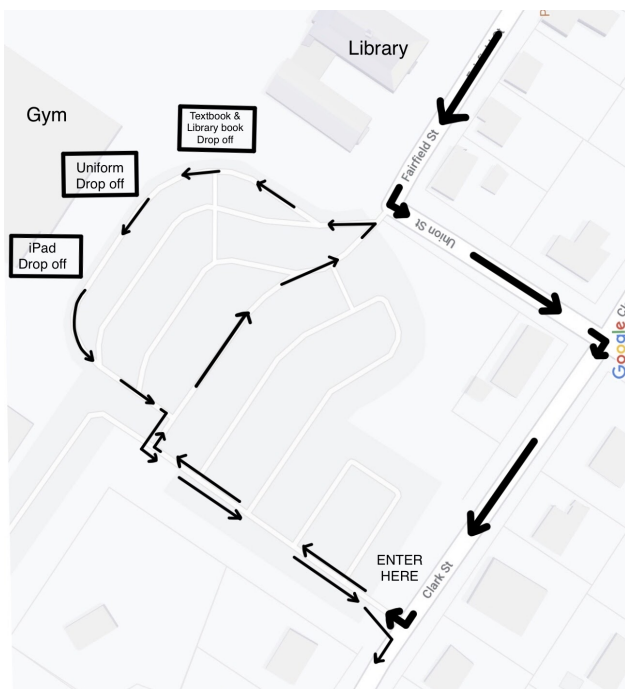 Library
Gym
Textbook &
Library book
Drop off
Uniform
Drop off
iPad
Drop off
Fairfield St
Union St
Google
ENTER
HERE
Clark St